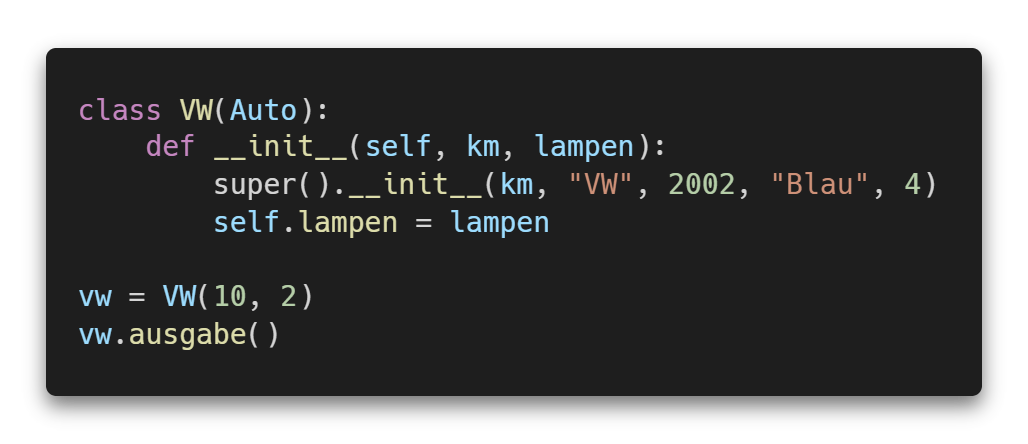 class VW(Auto):
    def __init__(self, km, lampen):
        super().__init__(km, "VW", 2002, "Blau", 4)
        self.lampen = lampen

vw = VW(10, 2)
vw.ausgabe()